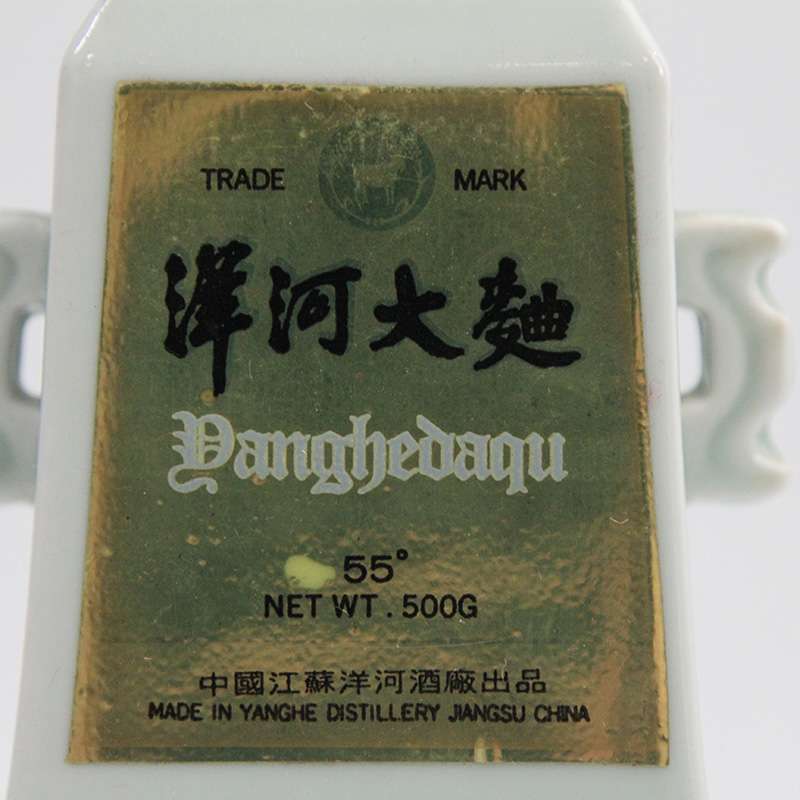 TRADE MARK
洋河大麯
Yanghedaqu
55°
NET WT. 500G
中國江蘇洋河酒廠出品
MADE IN YANGHE DISTILLERY JIANGSU CHINA